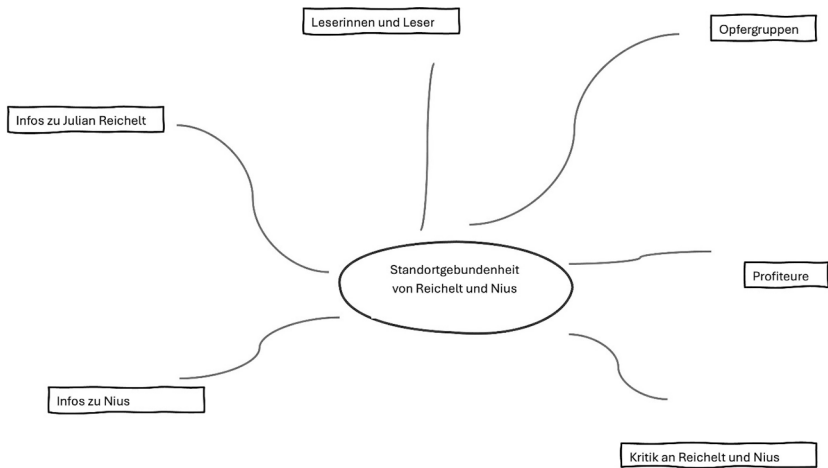 Leserinnen und Leser
Opfergruppen
Infos zu Julian Reichelt
Standortgebundenheit
von Reichelt und Nius
Profiteure
Infos zu Nius
Kritik an Reichelt und Nius